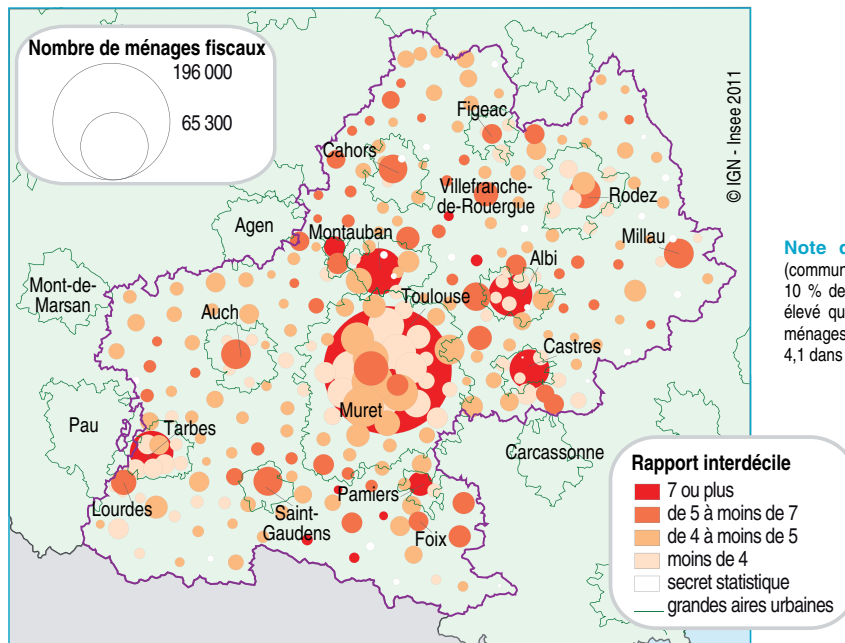 Nombre de ménages fiscaux
196 000
65 300
© IGN - Insee 2011
Figeac
Cahors
Villefranche-
de-Rouergue
Rodez
Agen
Montauban
Millau
Albi
Mont-de-
Marsan
Toulouse
Auch
Castres
Muret
Pau
Tarbes
Carcassonne
Pamiers
Lourdes
Saint-
Gaudens
Foix
Note d
(commun
10 % de
élevé qu
ménages
4,1 dans
Rapport interdécile
7 ou plus
de 5 à moins de 7
de 4 à moins de 5
moins de 4
secret statistique
grandes aires urbaines